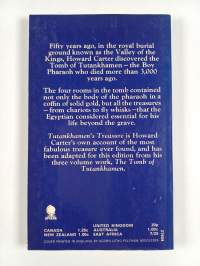 Fifty years ago, in the royal burial
ground known as the Valley of the
Kings, Howard Carter discovered the
Tomb of Tutankhamen – the Boy
Pharaoh who died more than 3,000
years ago.
The four rooms in the tomb contained
not only the body of the pharaoh in a
coffin of solid gold, but all the treasures
– from chariots to fly whisks – that the
Egyptian considered essential for his
life beyond the grave.
Tutankhamen's Treasure is Howard
Carter's own account of the most
fabulous treasure ever found, and has
been adapted for this edition from his
three volume work, The Tomb of
Tutankhamen.
CANADA
NEW ZEALAND
UNITED KINGDOM
AUSTRALIA
EAST AFRICA
COVER PRINTED IN ENGLAND BY